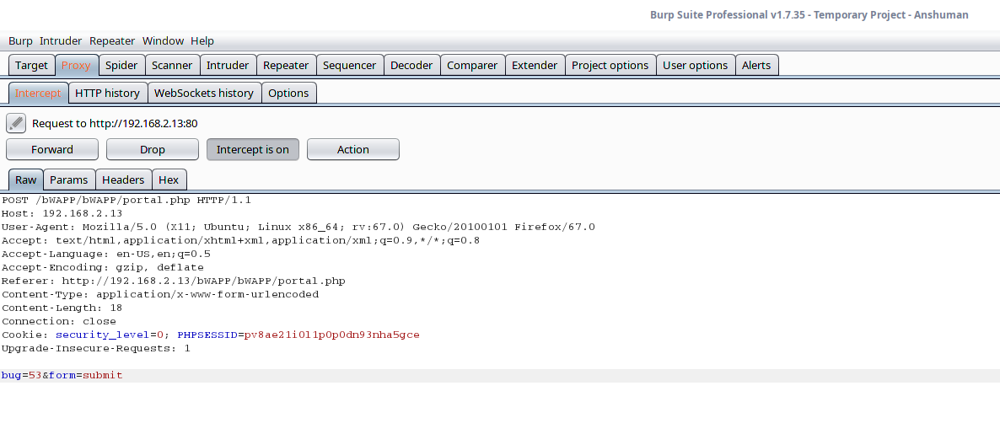 Burp Suite Professional v1.7.35 - Temporary Project - Anshuman
Burp Intruder Repeater Window Help
Target Proxy Spider Scanner Intruder Repeater Sequencer Decoder Comparer Extender Project options User options Alerts
Intercept HTTP history WebSockets history Options
Request to http://192.168.2.13:80
Forward Drop Intercept is on Action
Raw Params Headers Hex
POST /bWAPP/bWAPP/portal.php HTTP/1.1
Host: 192.168.2.13
User-Agent: Mozilla/5.0 (X11; Ubuntu; Linux x86_64; rv:67.0) Gecko/20100101 Firefox/67.0
Accept: text/html,application/xhtml+xml,application/xml;q=0.9,*/*;q=0.8
Accept-Language: en-US,en;q=0.5
Accept-Encoding: gzip, deflate
Referer: http://192.168.2.13/bWAPP/bWAPP/portal.php
Content-Type: application/x-www-form-urlencoded
Content-Length: 18
Connection: close
Cookie: security_level=0; PHPSESSID=pv8ae21i0l1p0p0dn93nha5gce
Upgrade-Insecure-Requests: 1
bug=53&form=submit